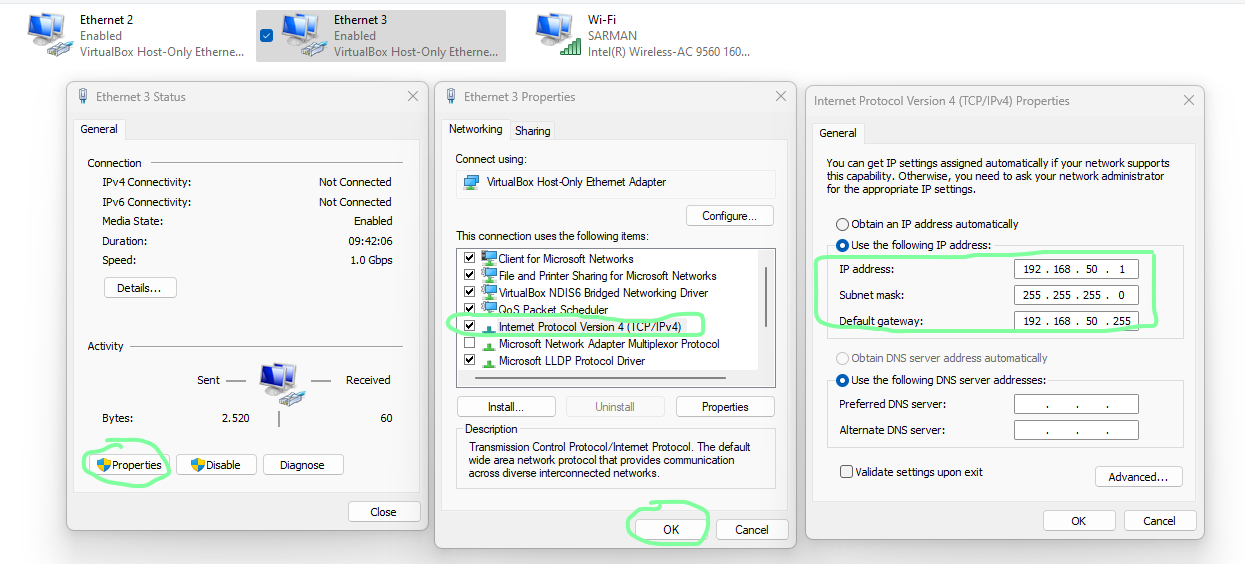 Ethernet 2
Enabled
VirtualBox Host-Only Etherne...
Ethernet 3
Enabled
VirtualBox Host-Only Etherne...
Wi-Fi
SARMAN
Intel(R) Wireless-AC 9560 160...
Ethernet 3 Status
General
Connection
IPv4 Connectivity: Not Connected
IPv6 Connectivity: Not Connected
Media State: Enabled
Duration: 09:42:06
Speed: 1.0 Gbps
Details...
Activity
Sent Received
Bytes: 2.520 60
Properties Disable Diagnose
Close
Ethernet 3 Properties
Networking Sharing
Connect using:
VirtualBox Host-Only Ethernet Adapter
Configure...
This connection uses the following items:
Client for Microsoft Networks
File and Printer Sharing for Microsoft Networks
VirtualBox NDIS6 Bridged Networking Driver
QoS Packet Scheduler
Internet Protocol Version 4 (TCP/IPv4)
Microsoft Network Adapter Multiplexor Protocol
Microsoft LLDP Protocol Driver
Install... Uninstall Properties
Description
Transmission Control Protocol/Internet Protocol. The default
wide area network protocol that provides communication
across diverse interconnected networks.
OK Cancel
Internet Protocol Version 4 (TCP/IPv4) Properties
General
You can get IP settings assigned automatically if your network supports
this capability. Otherwise, you need to ask your network administrator
for the appropriate IP settings.
Obtain an IP address automatically
Use the following IP address:
IP address: 192 . 168 . 50 . 1
Subnet mask: 255 . 255 . 255 . 0
Default gateway: 192 . 168 . 50 . 255
Obtain DNS server address automatically
Use the following DNS server addresses:
Preferred DNS server: . . .
Alternate DNS server: . . .
Validate settings upon exit
Advanced...
OK Cancel